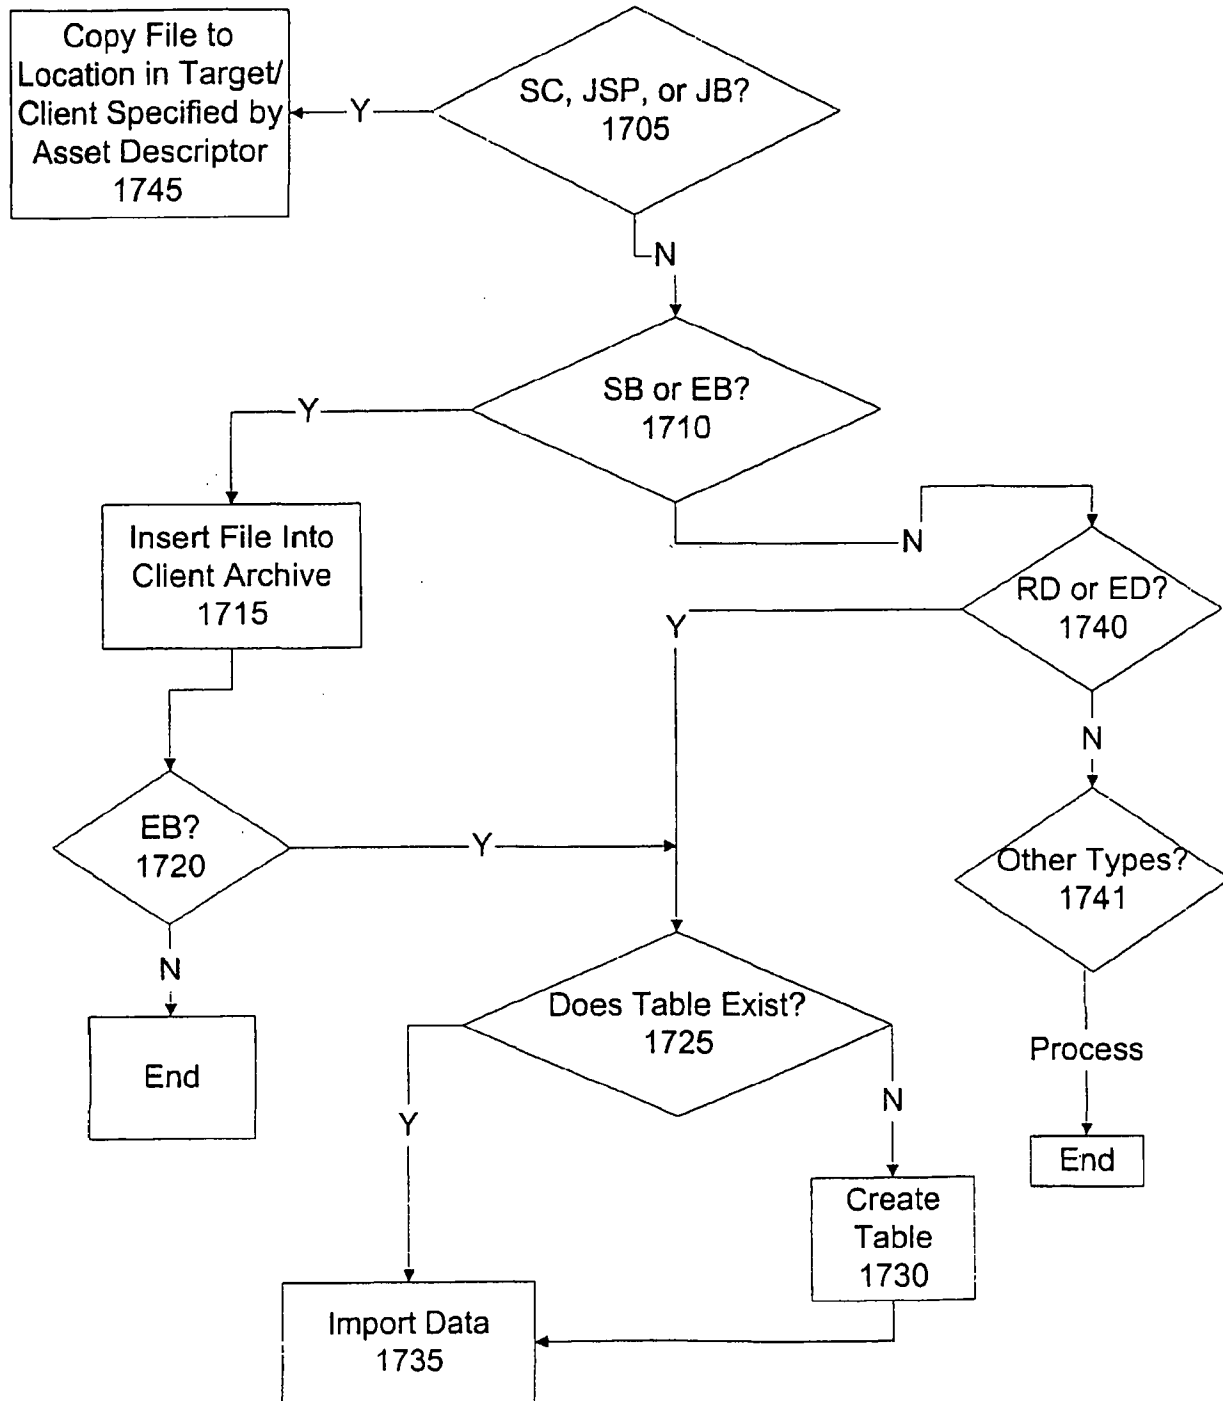 Copy File to
Location in Target/
Client Specified by
Asset Descriptor
1745
Y
SC, JSP, or JB?
1705
N
SB or EB?
1710
Y
N
Insert File Into
Client Archive
1715
RD or ED?
1740
Y
N
EB?
1720
Y
Other Types?
1741
N
Does Table Exist?
1725
End
Process
Y
N
End
Create
Table
1730
Import Data
1735